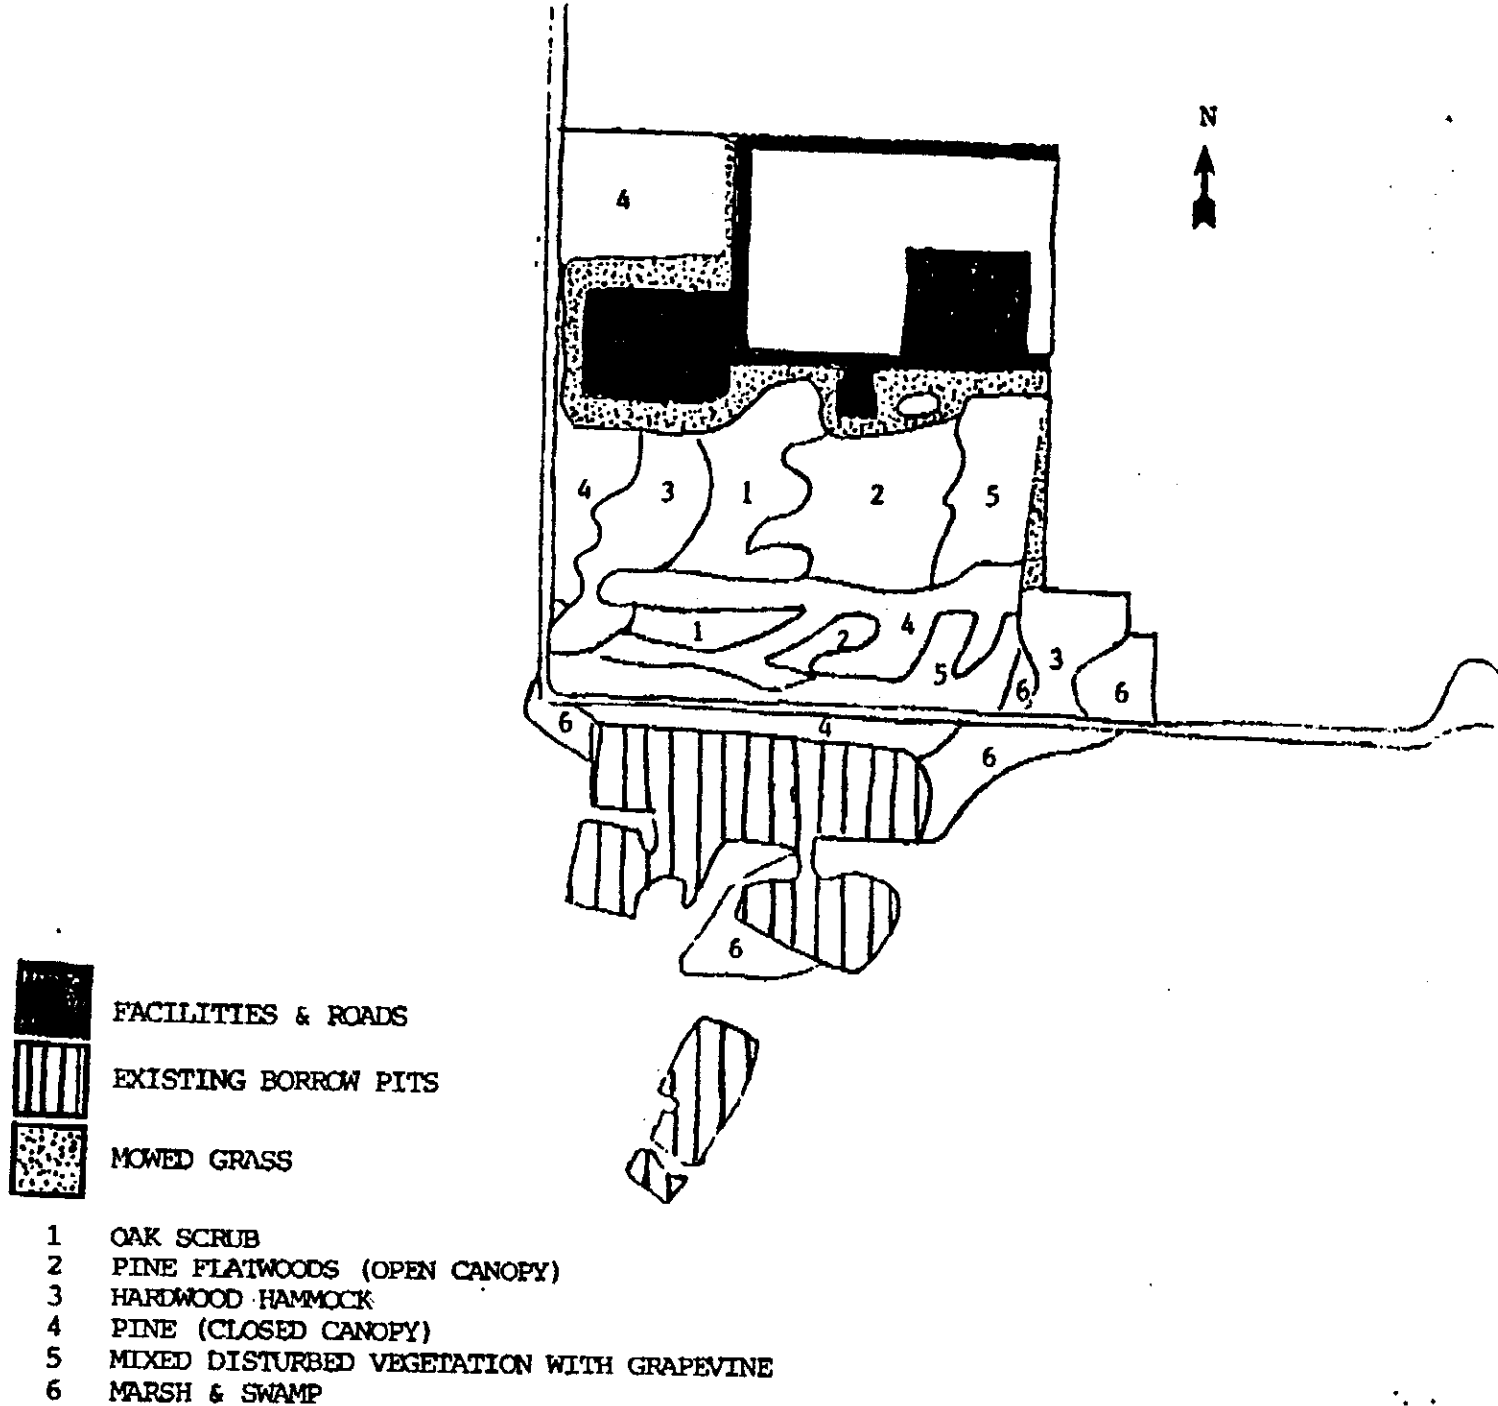 N
4
4
3
1
2
5
1
2
4
5
6
3
6
6
4
6
6
FACILITIES & ROADS
EXISTING BORROW PITS
MOWED GRASS
1 OAK SCRUB
2 PINE FLATWOODS (OPEN CANOPY)
3 HARDWOOD HAMMOCK
4 PINE (CLOSED CANOPY)
5 MIXED DISTURBED VEGETATION WITH GRAPEVINE
6 MARSH & SWAMP